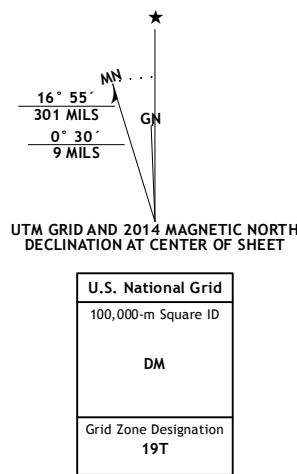 ★
MN
GN
16° 55´
301 MILS
0° 30´
9 MILS
UTM GRID AND 2014 MAGNETIC NORTH
DECLINATION AT CENTER OF SHEET
U.S. National Grid
100,000-m Square ID
DM
Grid Zone Designation
19T